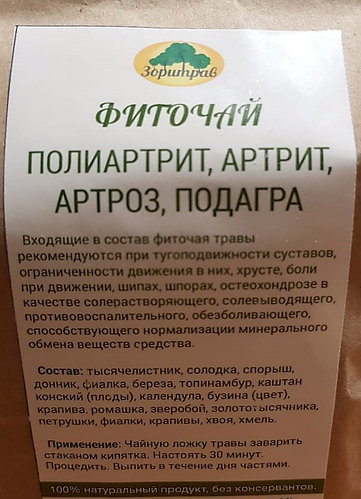 Зоритрав
ФИТОЧАЙ
ПОЛИАРТРИТ, АРТРИТ,
АРТРОЗ, ПОДАГРА
Входящие в состав фиточая травы
рекомендуются при тугоподвижности суставов,
ограниченности движения в них, хрусте, боли
при движении, шипах, шпорах, остеохондрозе в
качестве солерастворяющего, солевыводящего,
противовоспалительного, обезболивающего,
способствующего нормализации минерального
обмена веществ средства.
Состав: тысячелистник, солодка, спорыш,
донник, фиалка, береза, топинамбур, каштан
конский (плоды), календула, бузина (цвет),
крапива, ромашка, зверобой, золототысячника,
петрушки, фиалки, крапивы, хвоя, хмель.
Применение: Чайную ложку травы заварить
стаканом кипятка. Настоять 30 минут.
Процедить. Выпить в течение дня частями.
100% натуральный продукт, без консервантов.